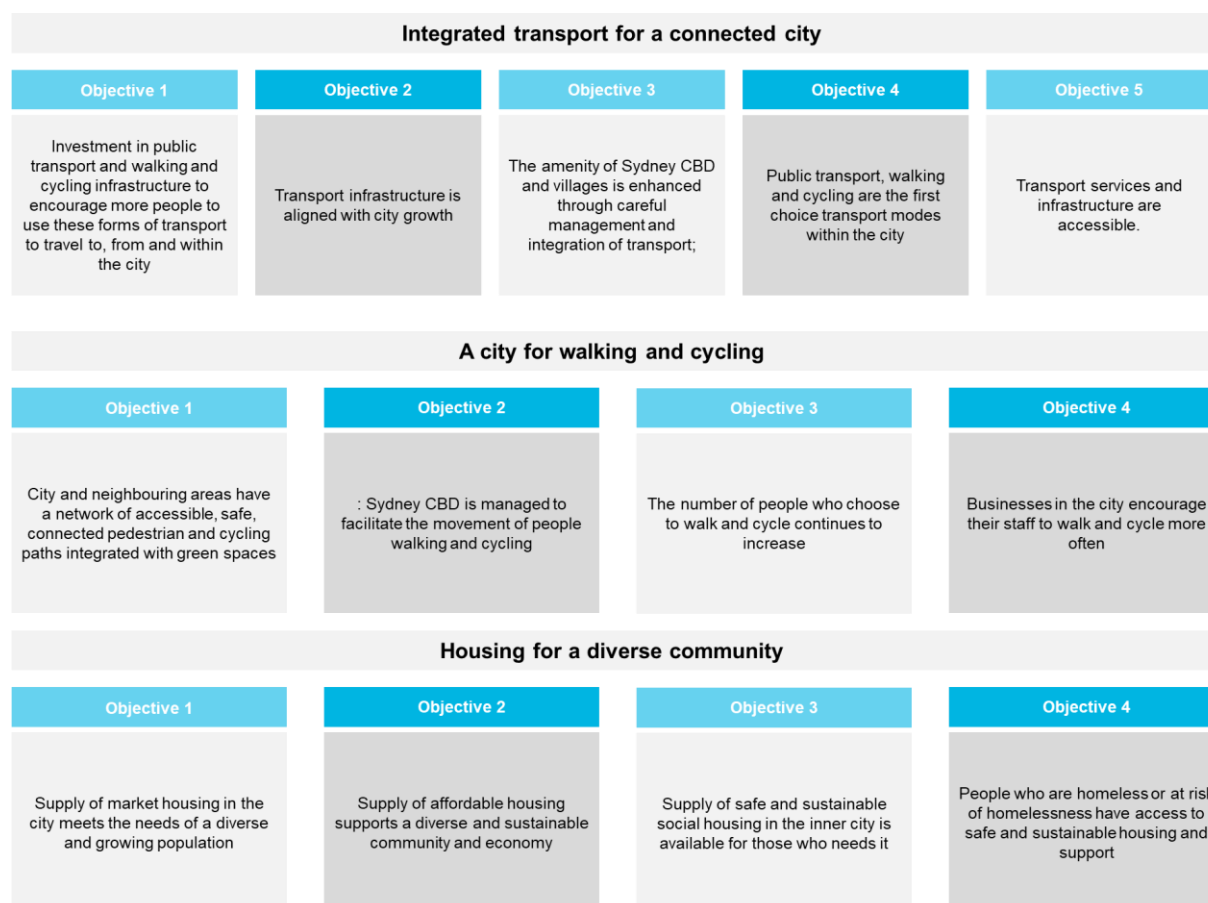 Integrated transport for a connected city
Objective 1
Investment in public
transport and walking and
cycling infrastructure to
encourage more people to
use these forms of transport
to travel to, from and within
the city
Objective 2
Transport infrastructure is
aligned with city growth
Objective 3
The amenity of Sydney CBD
and villages is enhanced
through careful
management and
integration of transport;
Objective 4
Public transport, walking
and cycling are the first
choice transport modes
within the city
Objective 5
Transport services and
infrastructure are
accessible.
A city for walking and cycling
Objective 1
City and neighbouring areas have
a network of accessible, safe,
connected pedestrian and cycling
paths integrated with green spaces
Objective 2
: Sydney CBD is managed to
facilitate the movement of people
walking and cycling
Objective 3
The number of people who choose
to walk and cycle continues to
increase
Objective 4
Businesses in the city encourage
their staff to walk and cycle more
often
Housing for a diverse community
Objective 1
Supply of market housing in the
city meets the needs of a diverse
and growing population
Objective 2
Supply of affordable housing
supports a diverse and sustainable
community and economy
Objective 3
Supply of safe and sustainable
social housing in the inner city is
available for those who needs it
Objective 4
People who are homeless or at risk
of homelessness have access to
safe and sustainable housing and
support